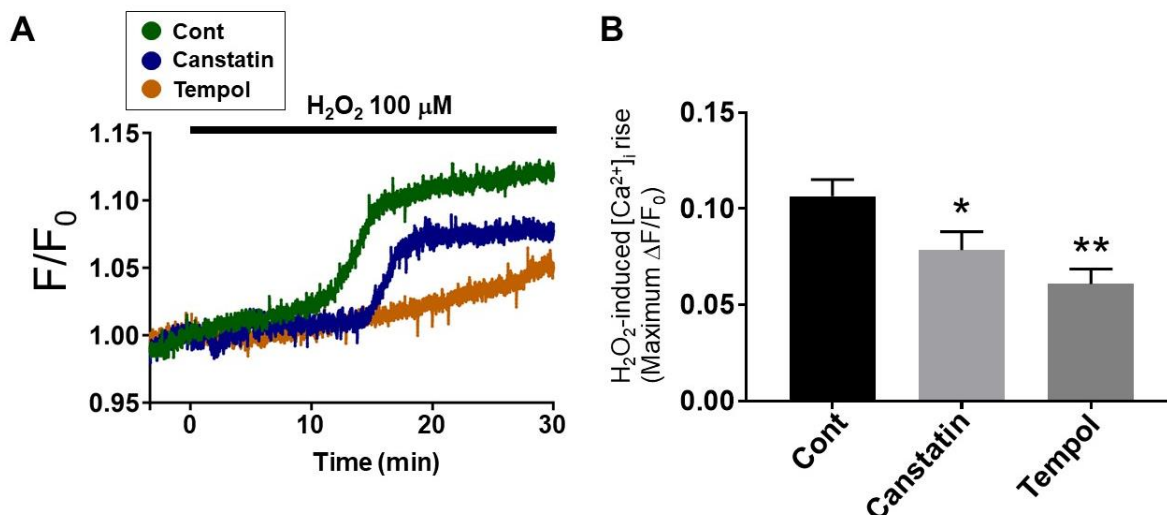 A
Cont
Canstatin
Tempol
H₂O₂ 100 μM
F/F₀
1.15
1.10
1.05
1.00
0.95
0
10
20
30
Time (min)
B
H₂O₂-induced [Ca²⁺]ᵢ rise
(Maximum ΔF/F₀)
0.15
0.10
0.05
0.00
*
**
Cont
Canstatin
Tempol